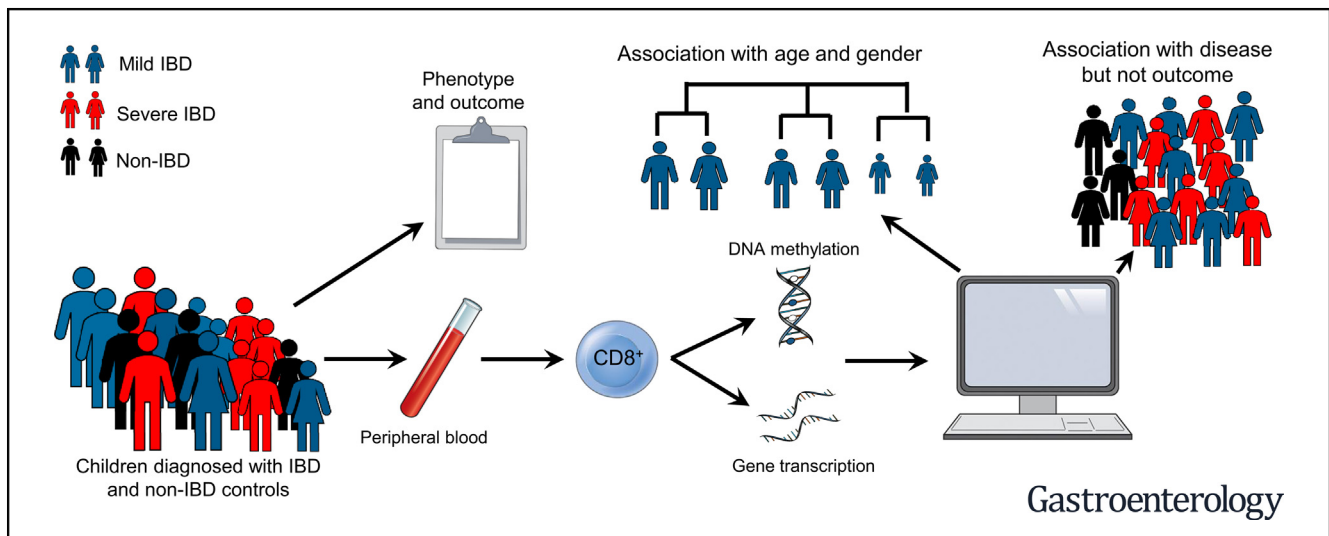 Mild IBD
Severe IBD
Non-IBD
Phenotype
and outcome
Association with age and gender
Association with disease
but not outcome
DNA methylation
CD8⁺
Peripheral blood
Gene transcription
Children diagnosed with IBD
and non-IBD controls
Gastroenterology